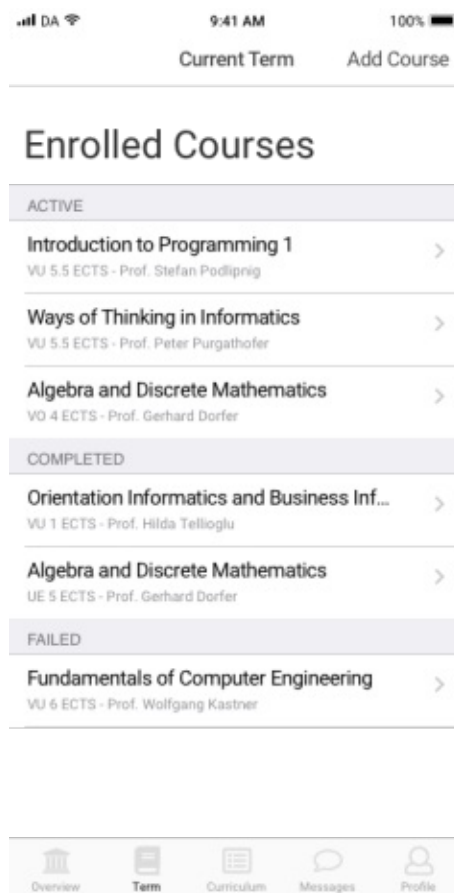 DA 9:41 AM 100%
Current Term Add Course
Enrolled Courses
ACTIVE
Introduction to Programming 1
VU 5.5 ECTS - Prof. Stefan Podlipnig
Ways of Thinking in Informatics
VU 5.5 ECTS - Prof. Peter Purgathofer
Algebra and Discrete Mathematics
VO 4 ECTS - Prof. Gerhard Dorfer
COMPLETED
Orientation Informatics and Business Inf...
VU 1 ECTS - Prof. Hilda Tellioglu
Algebra and Discrete Mathematics
UE 5 ECTS - Prof. Gerhard Dorfer
FAILED
Fundamentals of Computer Engineering
VU 6 ECTS - Prof. Wolfgang Kastner
Overview Term Curriculum Messages Profile